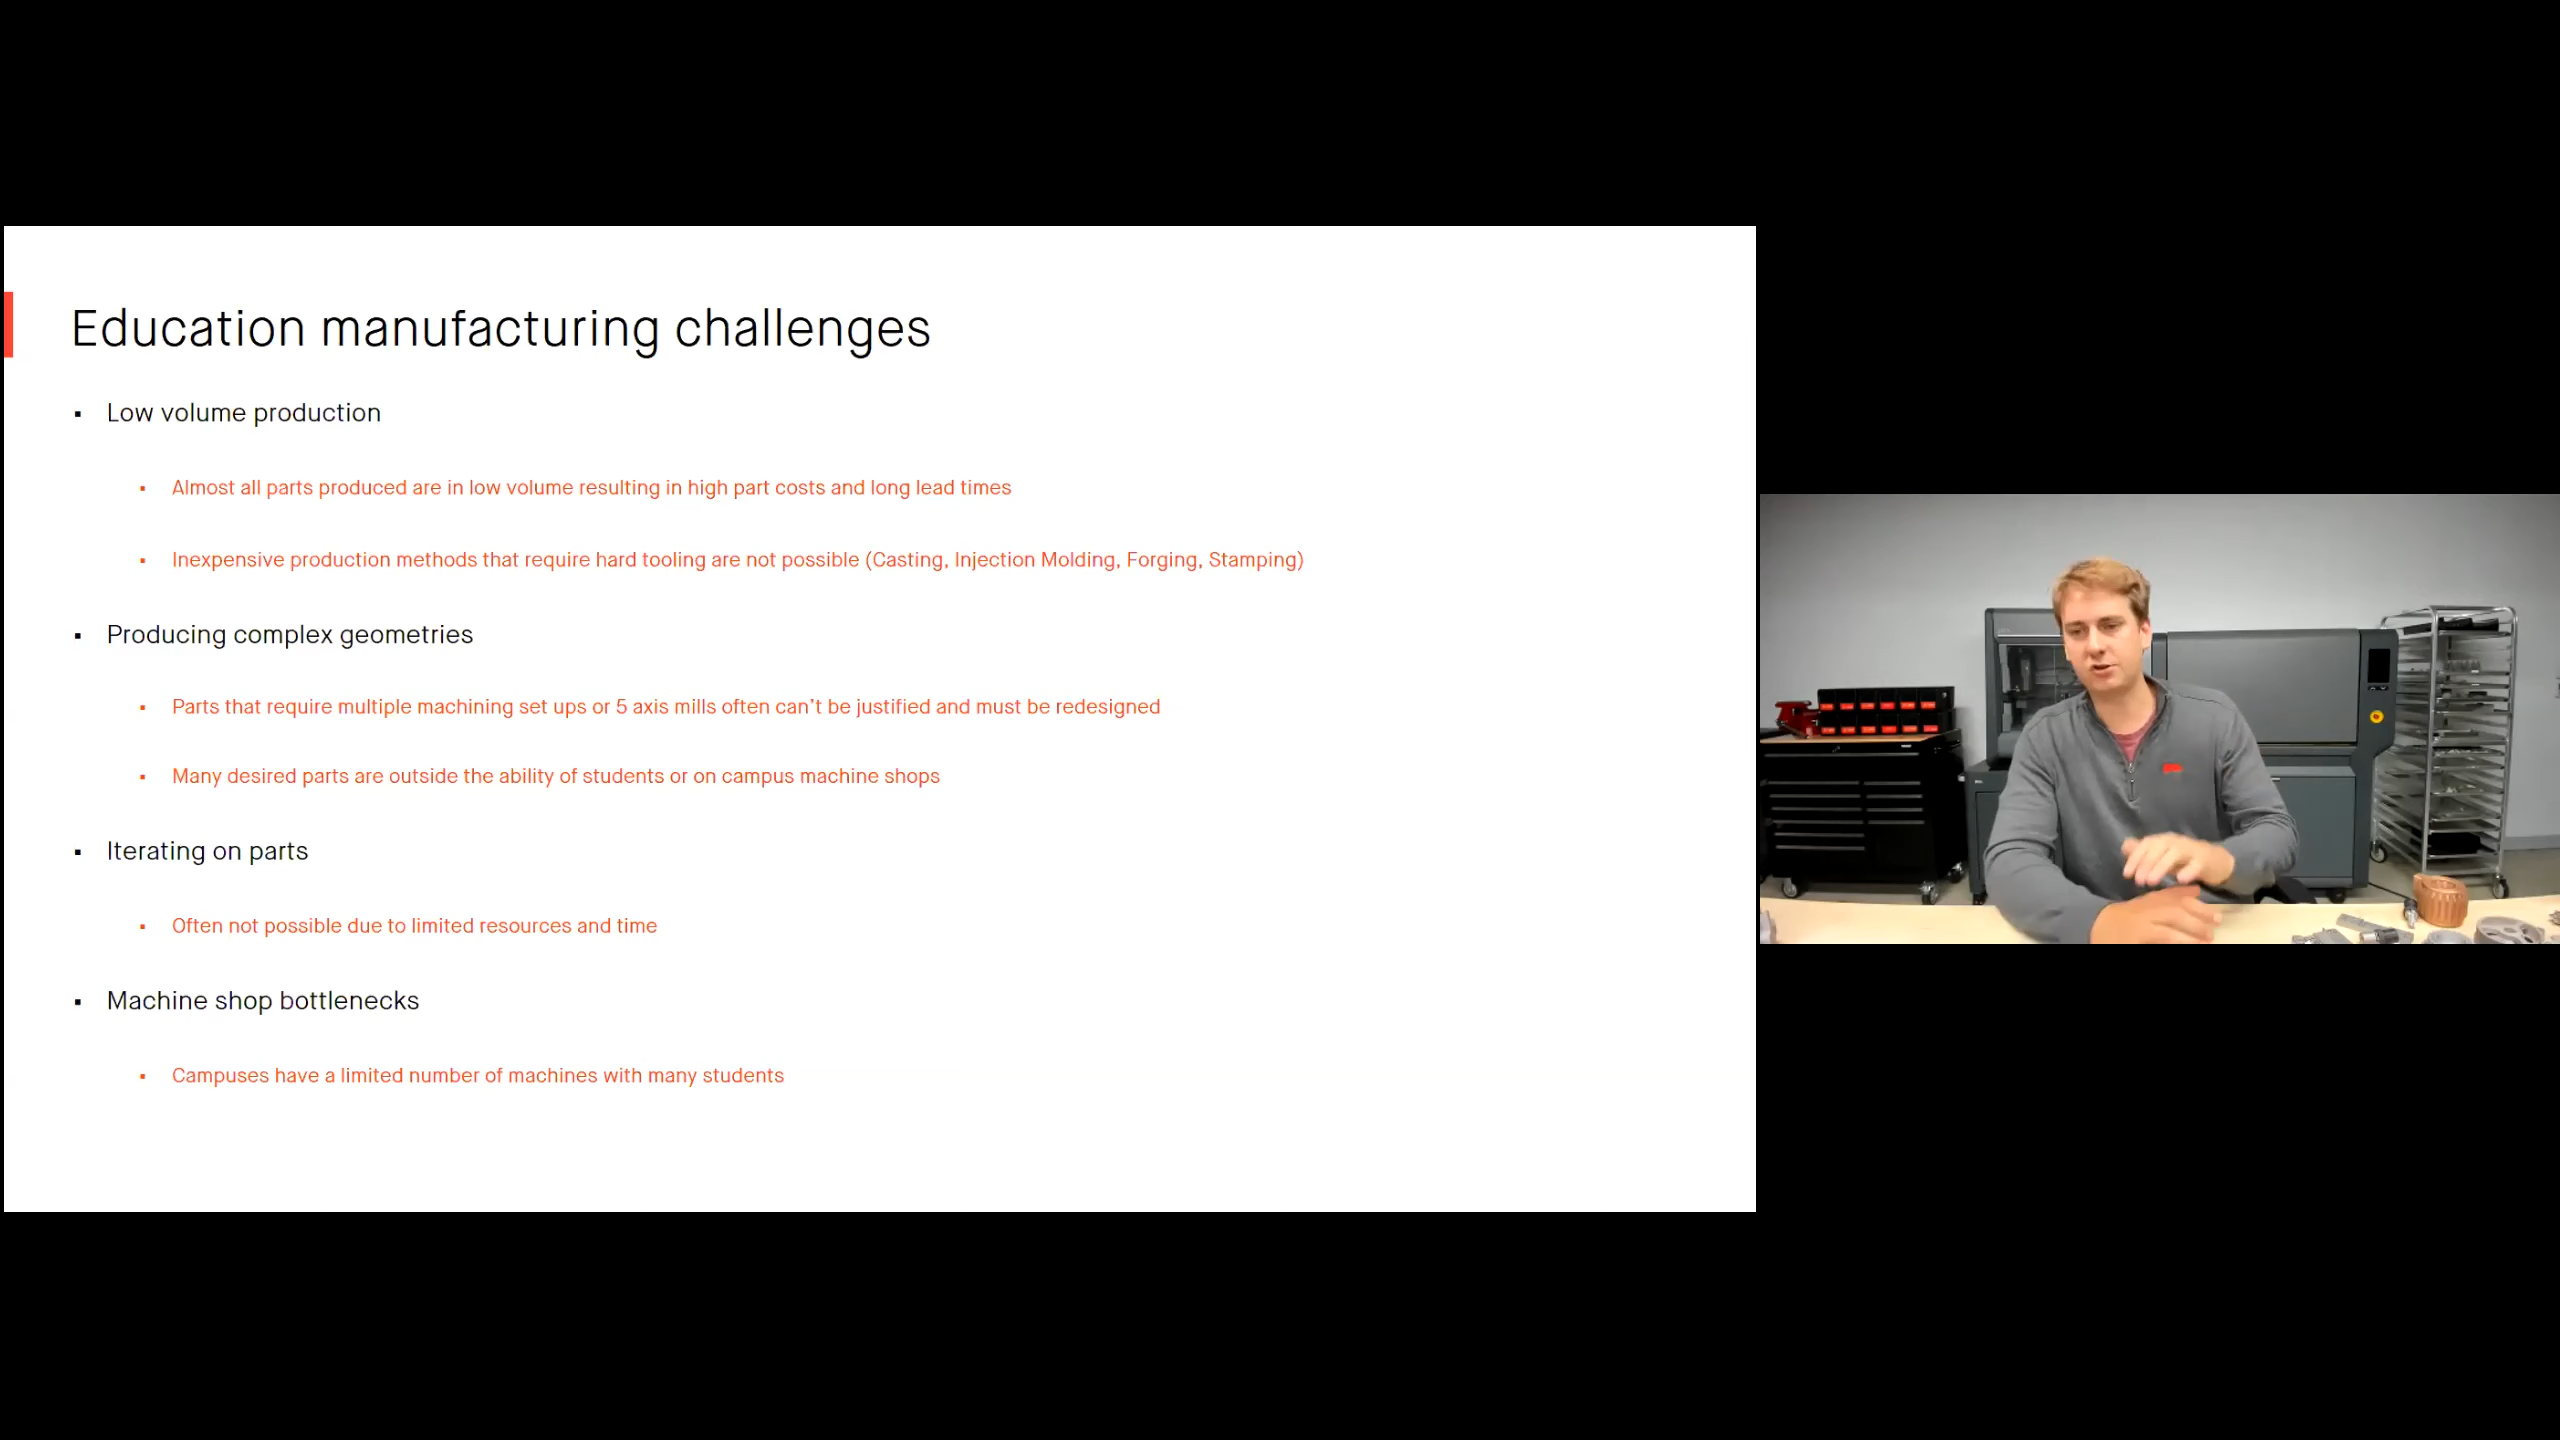 Education manufacturing challenges
▪ Low volume production
▪ Almost all parts produced are in low volume resulting in high part costs and long lead times
▪ Inexpensive production methods that require hard tooling are not possible (Casting, Injection Molding, Forging, Stamping)
▪ Producing complex geometries
▪ Parts that require multiple machining set ups or 5 axis mills often can't be justified and must be redesigned
▪ Many desired parts are outside the ability of students or on campus machine shops
▪ Iterating on parts
▪ Often not possible due to limited resources and time
▪ Machine shop bottlenecks
▪ Campuses have a limited number of machines with many students